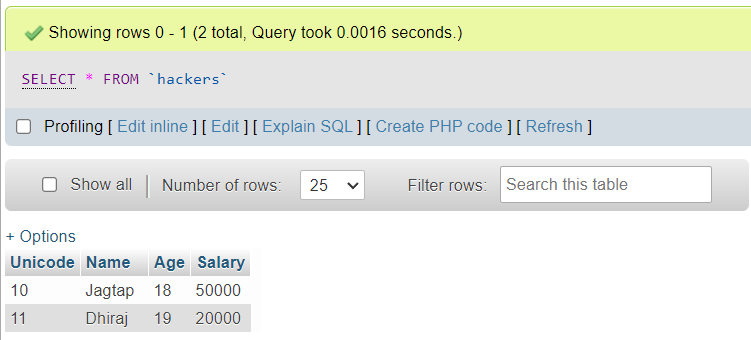 Showing rows 0 - 1 (2 total, Query took 0.0016 seconds.)
SELECT * FROM `hackers`
Profiling [ Edit inline ] [ Edit ] [ Explain SQL ] [ Create PHP code ] [ Refresh ]
Show all | Number of rows: 25 Filter rows: Search this table
+ Options
Unicode Name Age Salary
10 Jagtap 18 50000
11 Dhiraj 19 20000